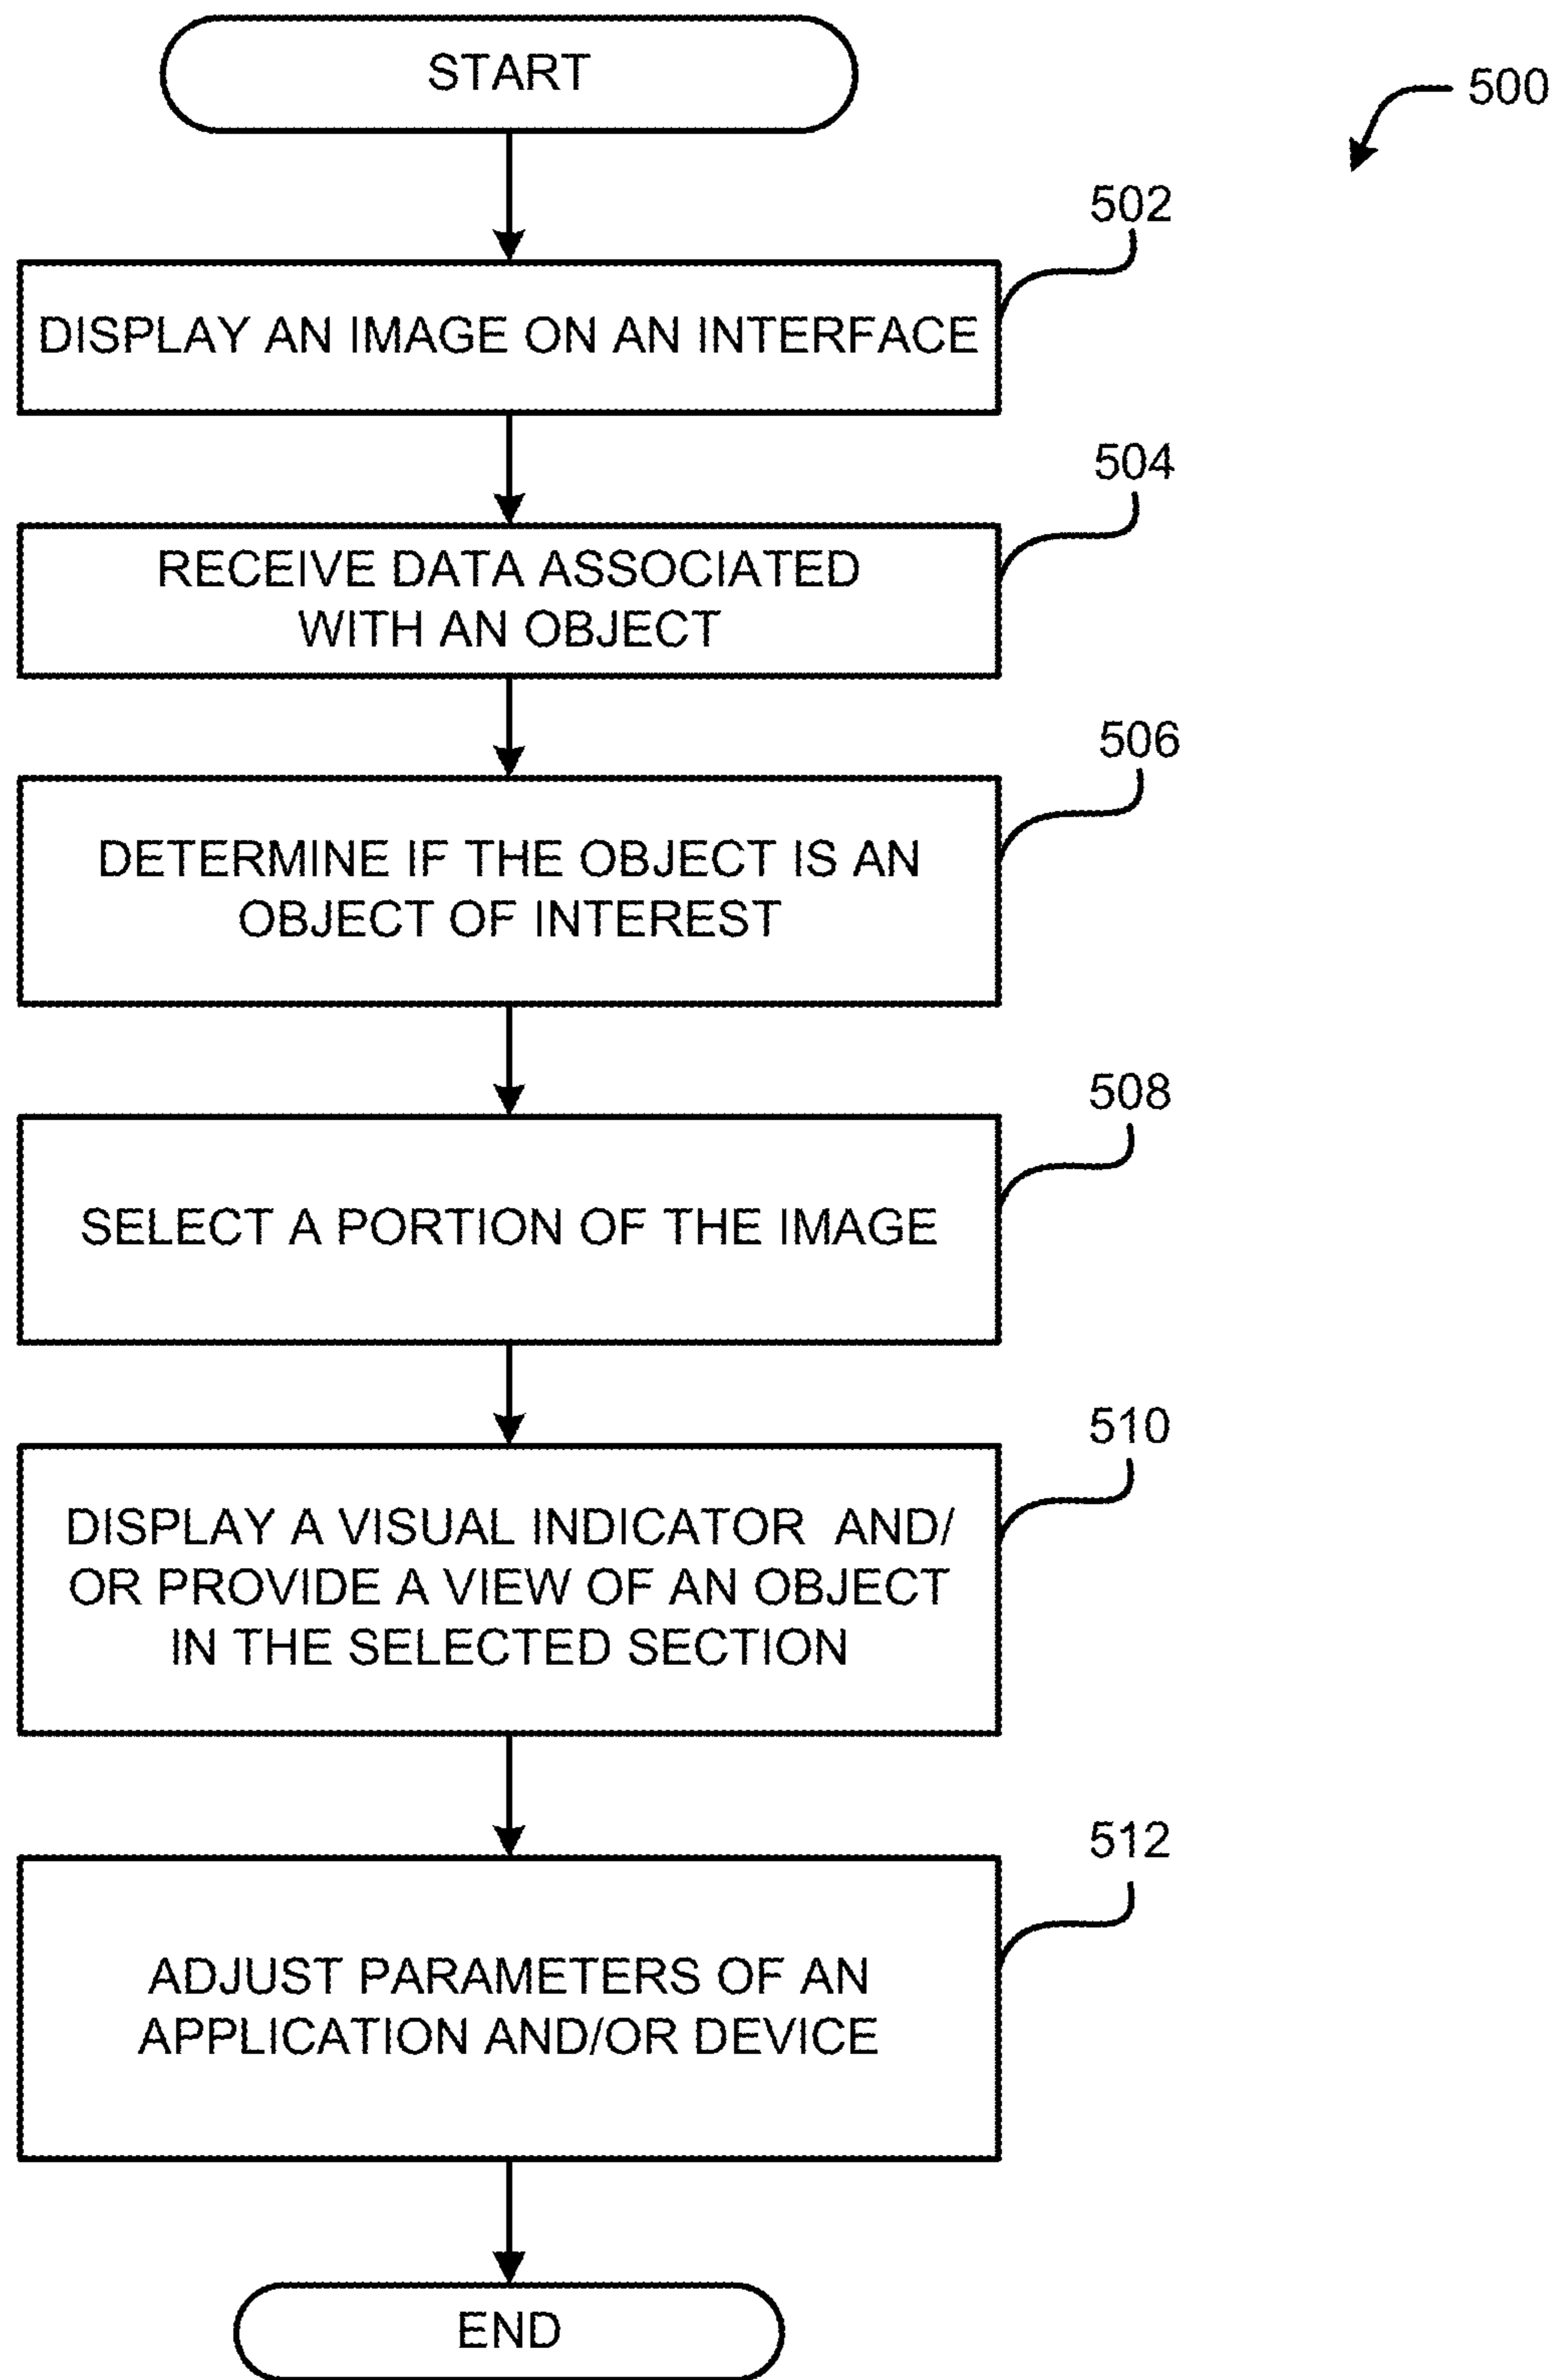 START
500
502
DISPLAY AN IMAGE ON AN INTERFACE
504
RECEIVE DATA ASSOCIATED
WITH AN OBJECT
506
DETERMINE IF THE OBJECT IS AN
OBJECT OF INTEREST
508
SELECT A PORTION OF THE IMAGE
510
DISPLAY A VISUAL INDICATOR AND/
OR PROVIDE A VIEW OF AN OBJECT
IN THE SELECTED SECTION
512
ADJUST PARAMETERS OF AN
APPLICATION AND/OR DEVICE
END